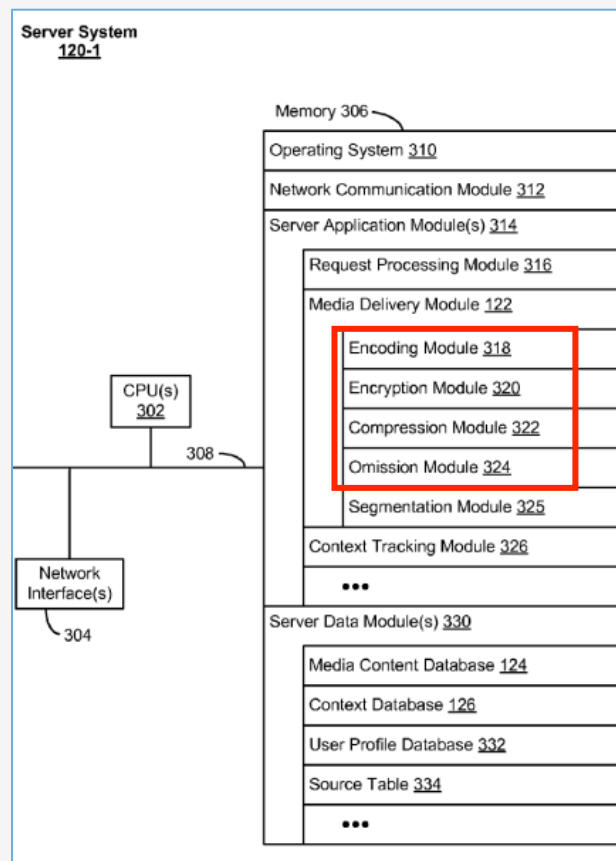 Server System
120-1
Memory 306
Operating System 310
Network Communication Module 312
Server Application Module(s) 314
Request Processing Module 316
Media Delivery Module 122
Encoding Module 318
Encryption Module 320
Compression Module 322
Omission Module 324
Segmentation Module 325
Context Tracking Module 326
•••
CPU(s)
302
308
Network
Interface(s)
304
Server Data Module(s) 330
Media Content Database 124
Context Database 126
User Profile Database 332
Source Table 334
•••